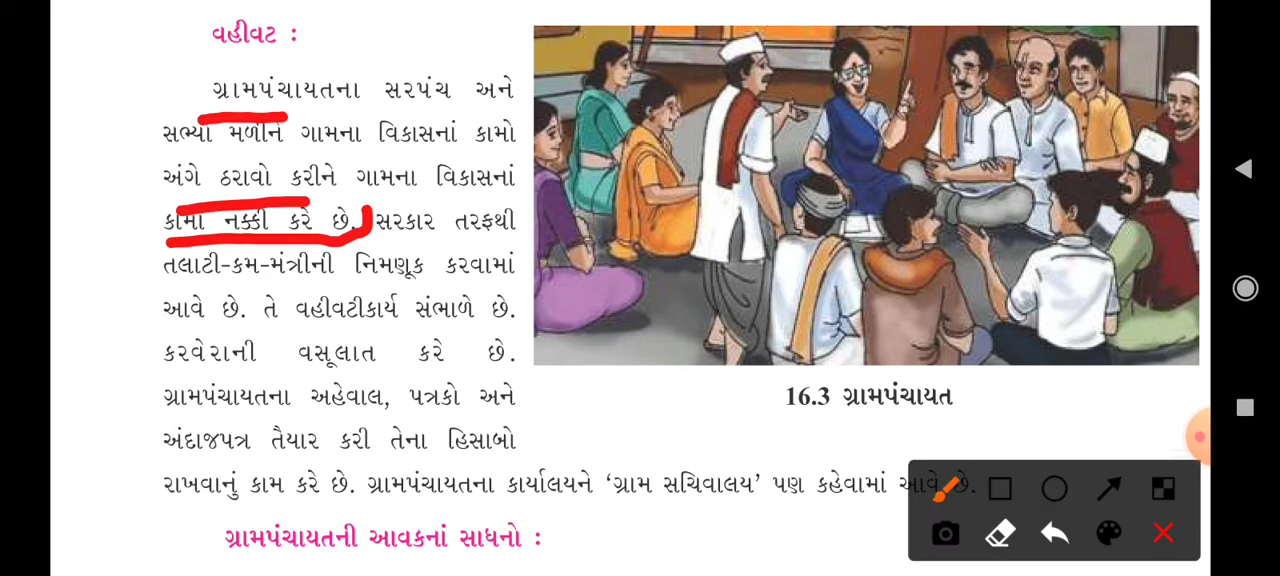 વહીવટ :
ગ્રામપંચાયતના સરપંચ અને
સભ્યો મળીને ગામના વિકાસનાં કામો
અંગે ઠરાવો કરીને ગામના વિકાસનાં
કામો નક્કી કરે છે. સરકાર તરફથી
તલાટી-કમ-મંત્રીની નિમણૂક કરવામાં
આવે છે. તે વહીવટીકાર્ય સંભાળે છે.
કરવેરાની વસૂલાત કરે છે.
ગ્રામપંચાયતના અહેવાલ, પત્રકો અને
અંદાજપત્ર તૈયાર કરી તેના હિસાબો
રાખવાનું કામ કરે છે. ગ્રામપંચાયતના કાર્યાલયને ‘ગ્રામ સચિવાલય’ પણ કહેવામાં આવે છે.
16.3 ગ્રામપંચાયત
ગ્રામપંચાયતની આવકનાં સાધનો :